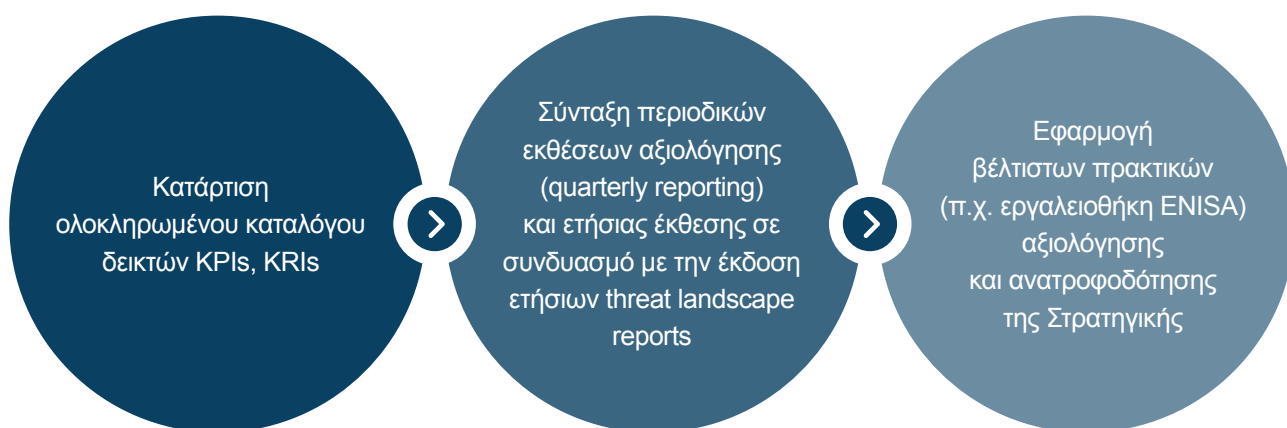 Κατάρτιση
ολοκληρωμένου καταλόγου
δεικτών KPIs, KRIs
Σύνταξη περιοδικών
εκθέσεων αξιολόγησης
(quarterly reporting)
και ετήσιας έκθεσης σε
συνδυασμό με την έκδοση
ετήσιων threat landscape
reports
Εφαρμογή
βέλτιστων πρακτικών
(π.χ. εργαλειοθήκη ENISA)
αξιολόγησης
και ανατροφοδότησης
της Στρατηγικής